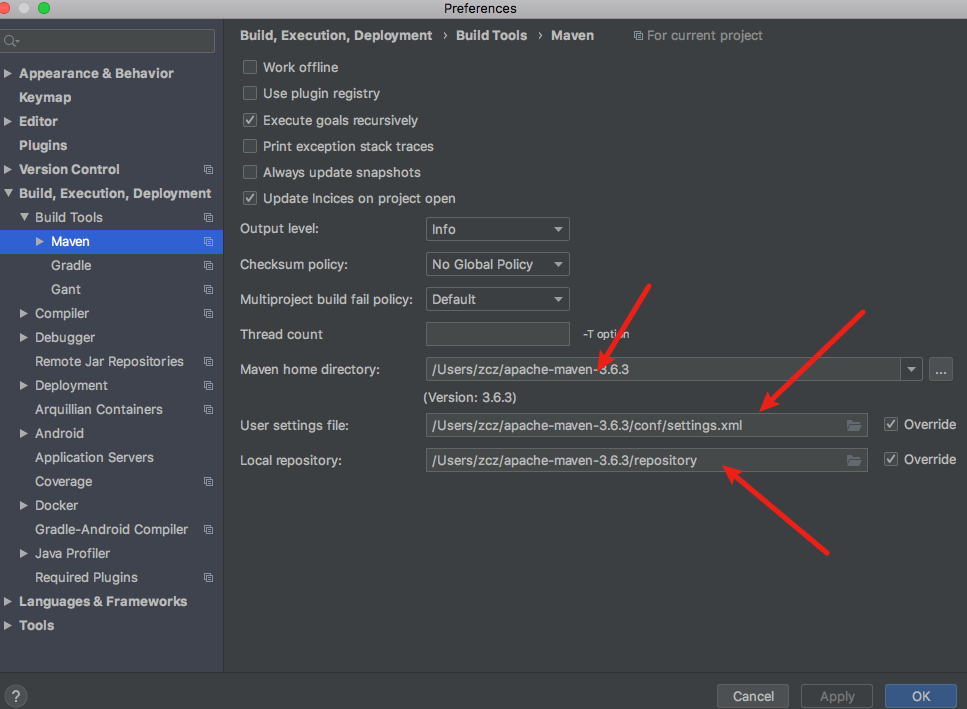 Preferences
Build, Execution, Deployment › Build Tools › Maven For current project
Appearance & Behavior
Keymap
Editor
Plugins
Version Control
Build, Execution, Deployment
Build Tools
Maven
Gradle
Gant
Compiler
Debugger
Remote Jar Repositories
Deployment
Arquillian Containers
Android
Application Servers
Coverage
Docker
Gradle-Android Compiler
Java Profiler
Required Plugins
Languages & Frameworks
Tools
Work offline
Use plugin registry
Execute goals recursively
Print exception stack traces
Always update snapshots
Update Incices on project open
Output level: Info
Checksum policy: No Global Policy
Multiproject build fail policy: Default
Thread count -T option
Maven home directory: /Users/zcz/apache-maven-3.6.3 ...
(Version: 3.6.3)
User settings file: /Users/zcz/apache-maven-3.6.3/conf/settings.xml Override
Local repository: /Users/zcz/apache-maven-3.6.3/repository Override
? Cancel Apply OK